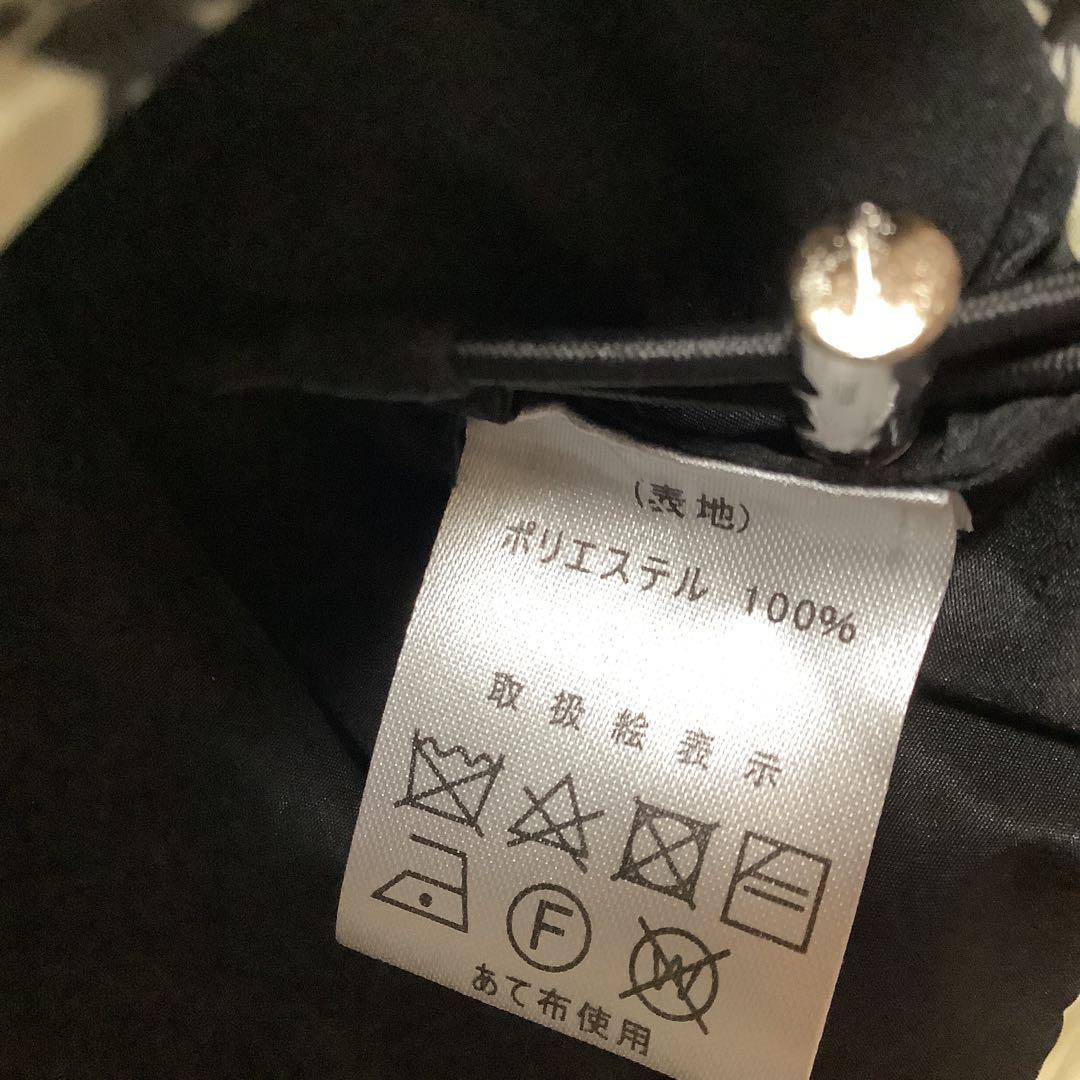 (表地)
ポリエステル 100%
取扱絵表示
F
W
あて布使用